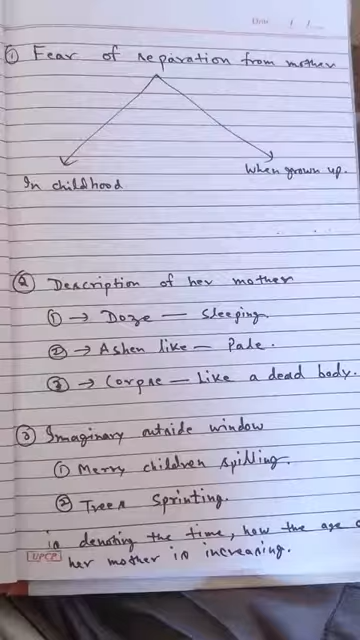 Date / /
① Fear of separation from mother
In childhood
When grown up.
② Description of her mother
① → Doze — sleeping.
② → Ashen like — Pale.
③ → Corpse — Like a dead body.
③ Imaginary outside window
① Merry children spilling.
② Trees Sprinting.
is denoting the time, how the age
her mother is increasing.